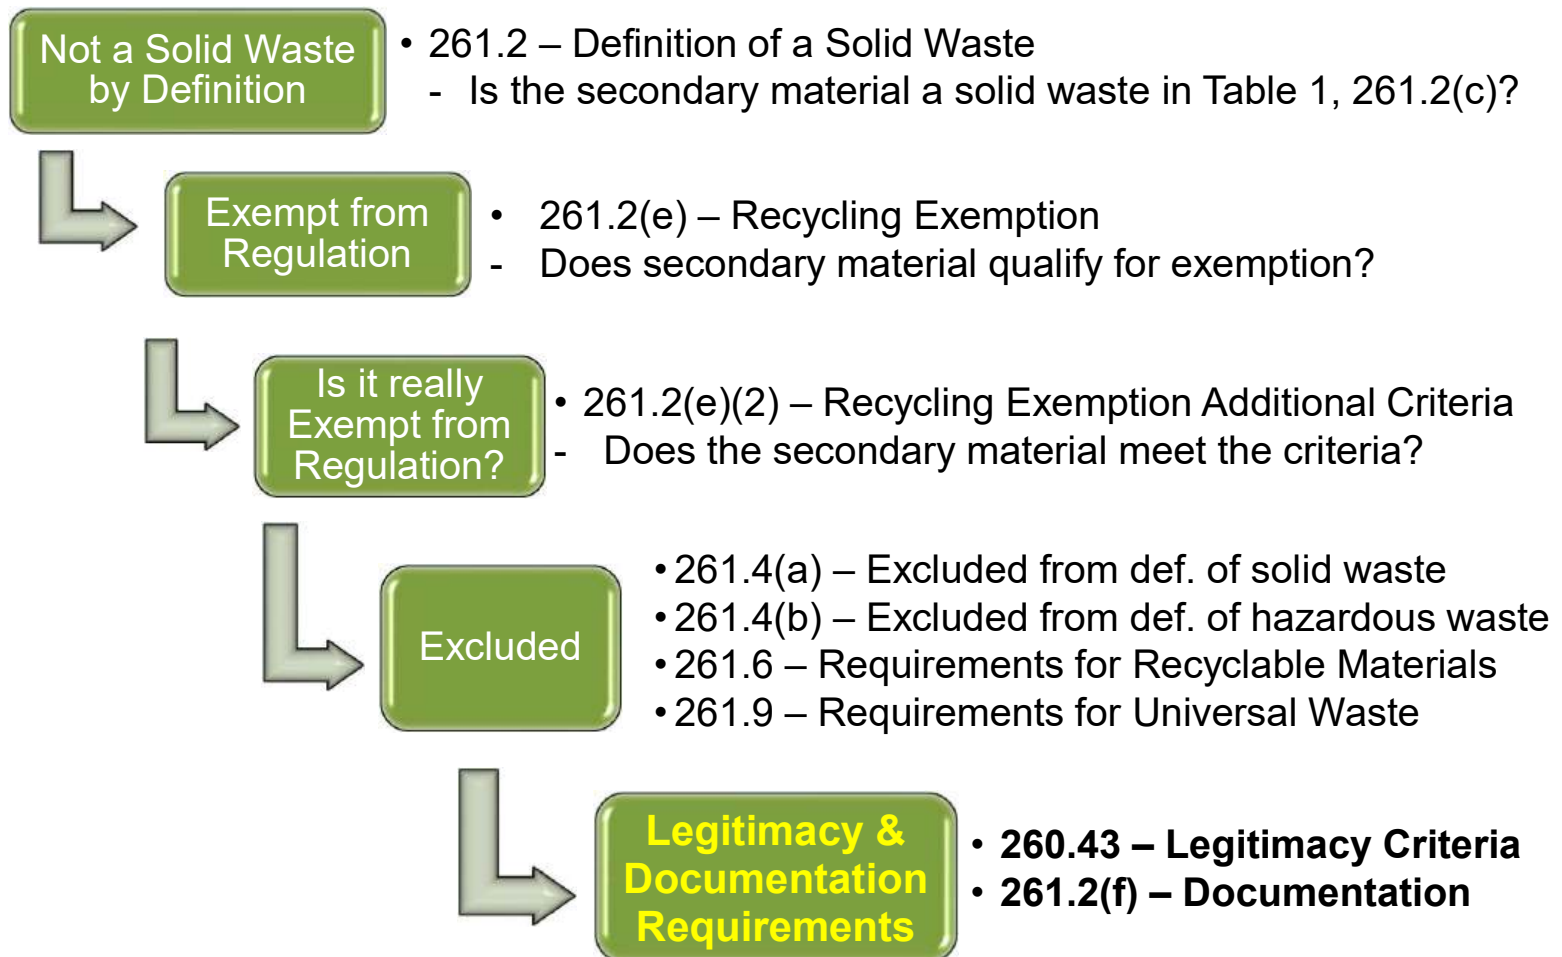 Not a Solid Waste
by Definition
• 261.2 – Definition of a Solid Waste
- Is the secondary material a solid waste in Table 1, 261.2(c)?
Exempt from
Regulation
• 261.2(e) – Recycling Exemption
- Does secondary material qualify for exemption?
Is it really
Exempt from
Regulation?
• 261.2(e)(2) – Recycling Exemption Additional Criteria
- Does the secondary material meet the criteria?
Excluded
• 261.4(a) – Excluded from def. of solid waste
• 261.4(b) – Excluded from def. of hazardous waste
• 261.6 – Requirements for Recyclable Materials
• 261.9 – Requirements for Universal Waste
Legitimacy &
Documentation
Requirements
• 260.43 – Legitimacy Criteria
• 261.2(f) – Documentation